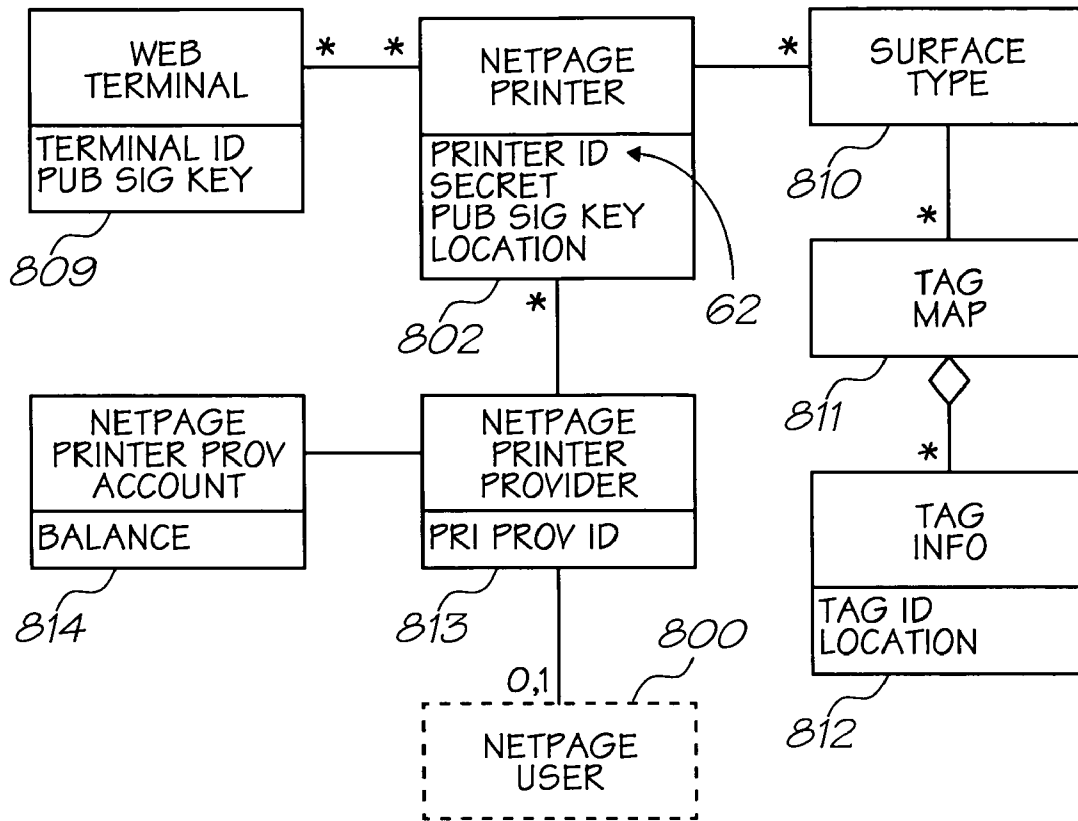 WEB
TERMINAL
TERMINAL ID
PUB SIG KEY
809
*
*
NETPAGE
PRINTER
PRINTER ID
SECRET
PUB SIG KEY
LOCATION
802
62
*
SURFACE
TYPE
810
*
TAG
MAP
811
*
TAG
INFO
TAG ID
LOCATION
812
*
NETPAGE
PRINTER PROV
ACCOUNT
BALANCE
814
NETPAGE
PRINTER
PROVIDER
PRI PROV ID
813
0,1
800
NETPAGE
USER